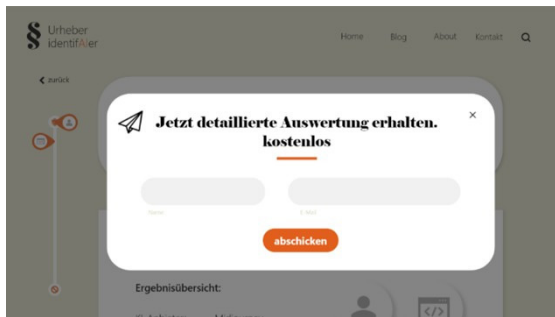 § Urheber
identifAIer
Home Blog About Kontakt
zurück
Jetzt detaillierte Auswertung erhalten.
kostenlos
×
Name E-Mail
abschicken
Ergebnisübersicht:
</>